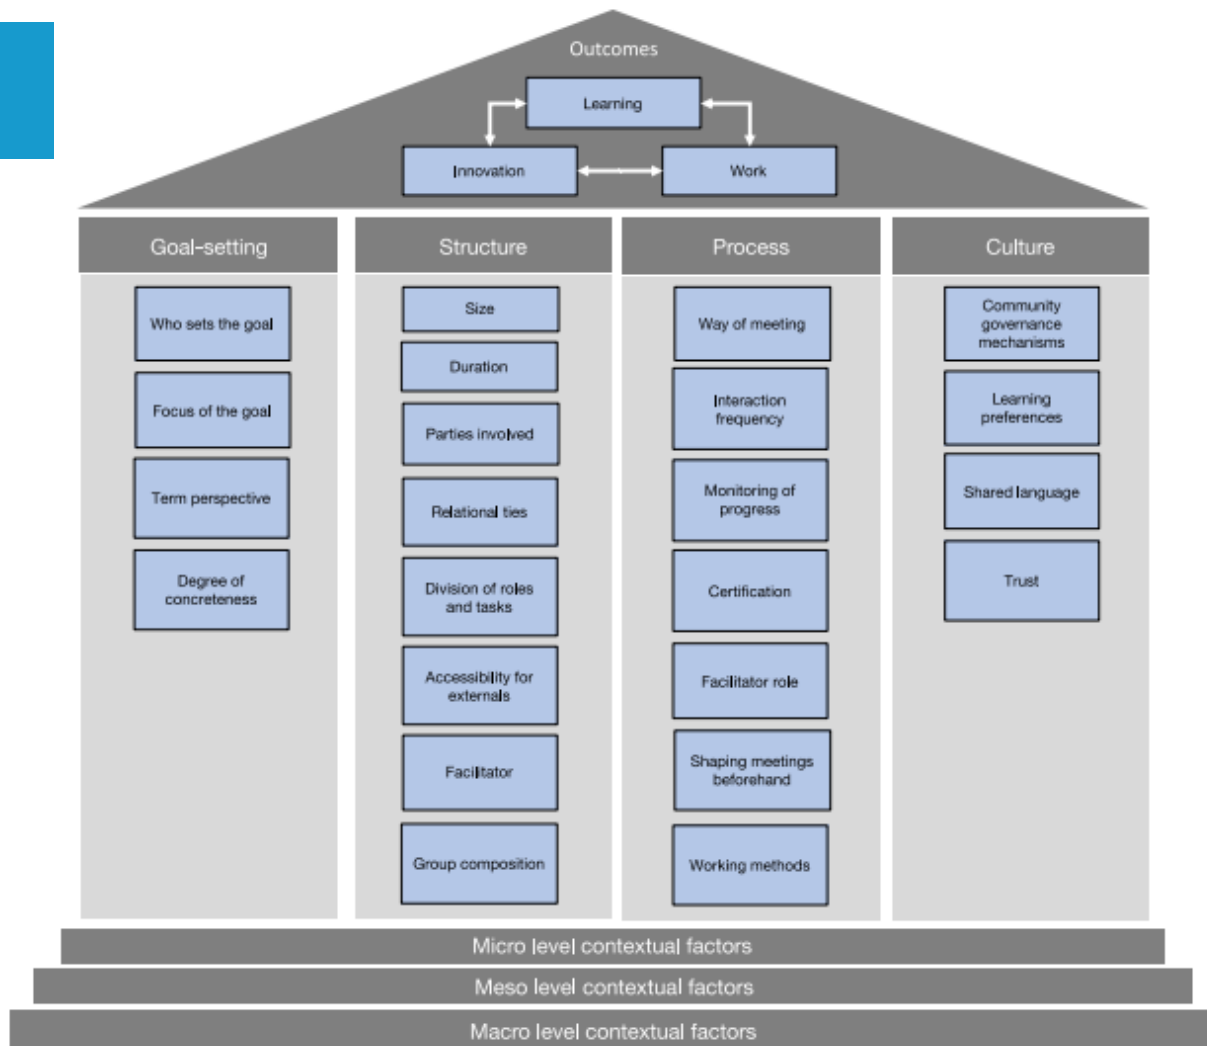 Outcomes
Learning
Innovation
Work
Goal-setting
Who sets the goal
Focus of the goal
Term perspective
Degree of
concreteness
Structure
Size
Duration
Parties involved
Relational ties
Division of roles
and tasks
Accessibility for
externals
Facilitator
Group composition
Process
Way of meeting
Interaction
frequency
Monitoring of
progress
Certification
Facilitator role
Shaping meetings
beforehand
Working methods
Culture
Community
governance
mechanisms
Learning
preferences
Shared language
Trust
Micro level contextual factors
Meso level contextual factors
Macro level contextual factors